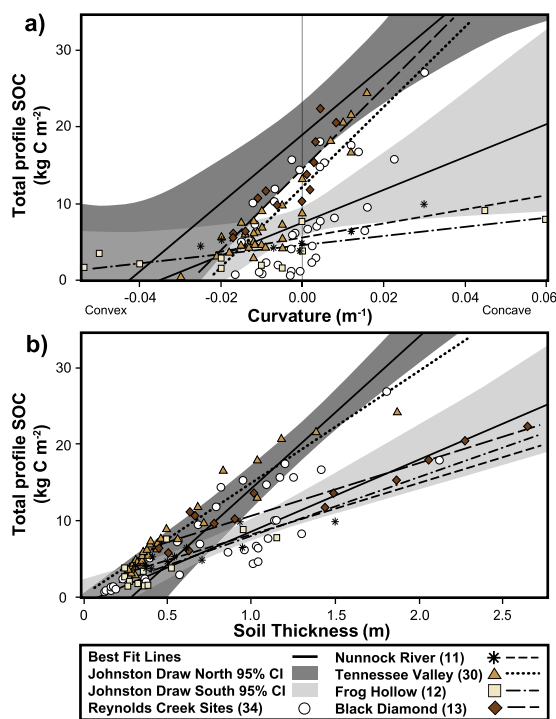 a)
Total profile SOC
(kg C m-2)
30
20
10
0
-0.04
-0.02
0.00
0.02
0.04
0.06
Convex
Curvature (m-1)
Concave
b)
Total profile SOC
(kg C m-2)
30
20
10
0
0
0.5
1.0
1.5
2.0
2.5
Soil Thickness (m)
Best Fit Lines
Johnston Draw North 95% CI
Johnston Draw South 95% CI
Reynolds Creek Sites (34)
Nunnock River (11)
Tennessee Valley (30)
Frog Hollow (12)
Black Diamond (13)